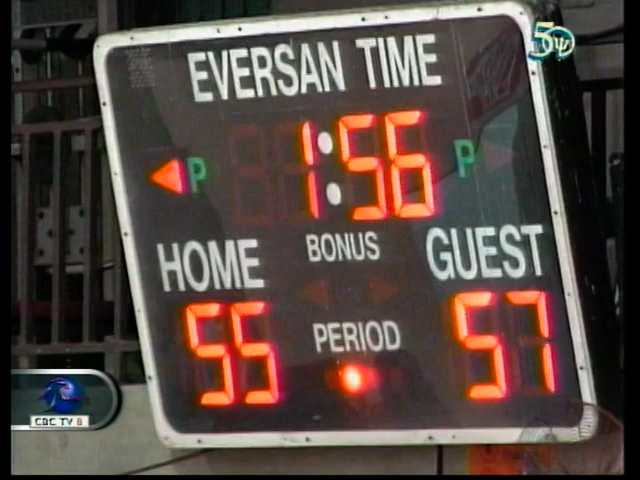 50
EVERSAN TIME
1:56
P P
HOME BONUS GUEST
55 PERIOD 57
CBC TV 8